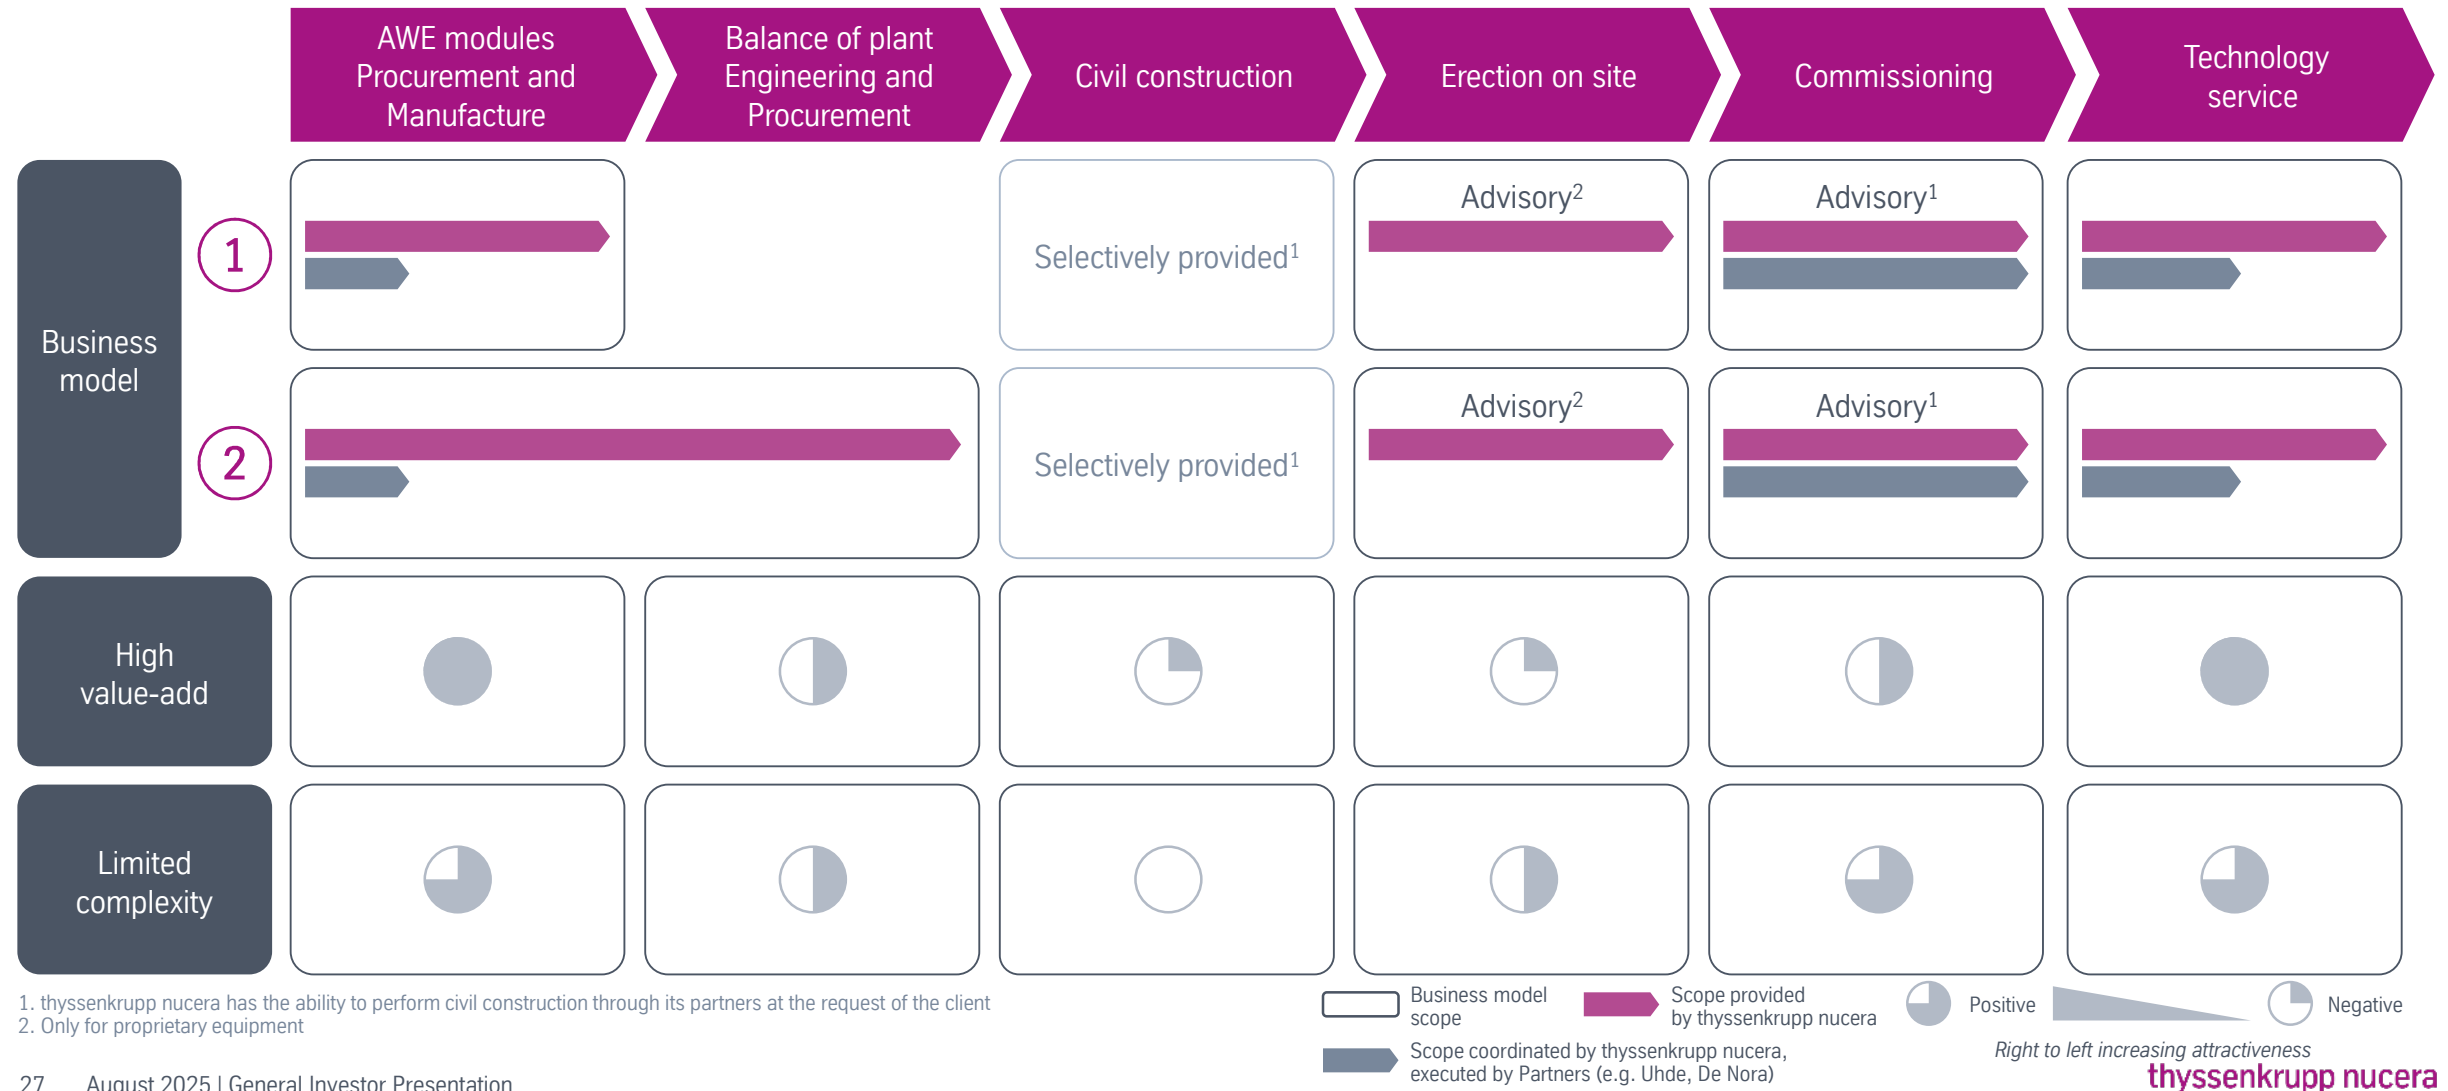 AWE modules
Procurement and
Manufacture
Balance of plant
Engineering and
Procurement
Civil construction
Erection on site
Commissioning
Technology
service
Business
model
1
Selectively provided¹
Advisory²
Advisory¹
2
Selectively provided¹
Advisory²
Advisory¹
High
value-add
Limited
complexity
1. thyssenkrupp nucera has the ability to perform civil construction through its partners at the request of the client
2. Only for proprietary equipment
Business model
scope
Scope provided
by thyssenkrupp nucera
Positive
Negative
Scope coordinated by thyssenkrupp nucera,
executed by Partners (e.g. Uhde, De Nora)
Right to left increasing attractiveness
27 August 2025 | General Investor Presentation
thyssenkrupp nucera